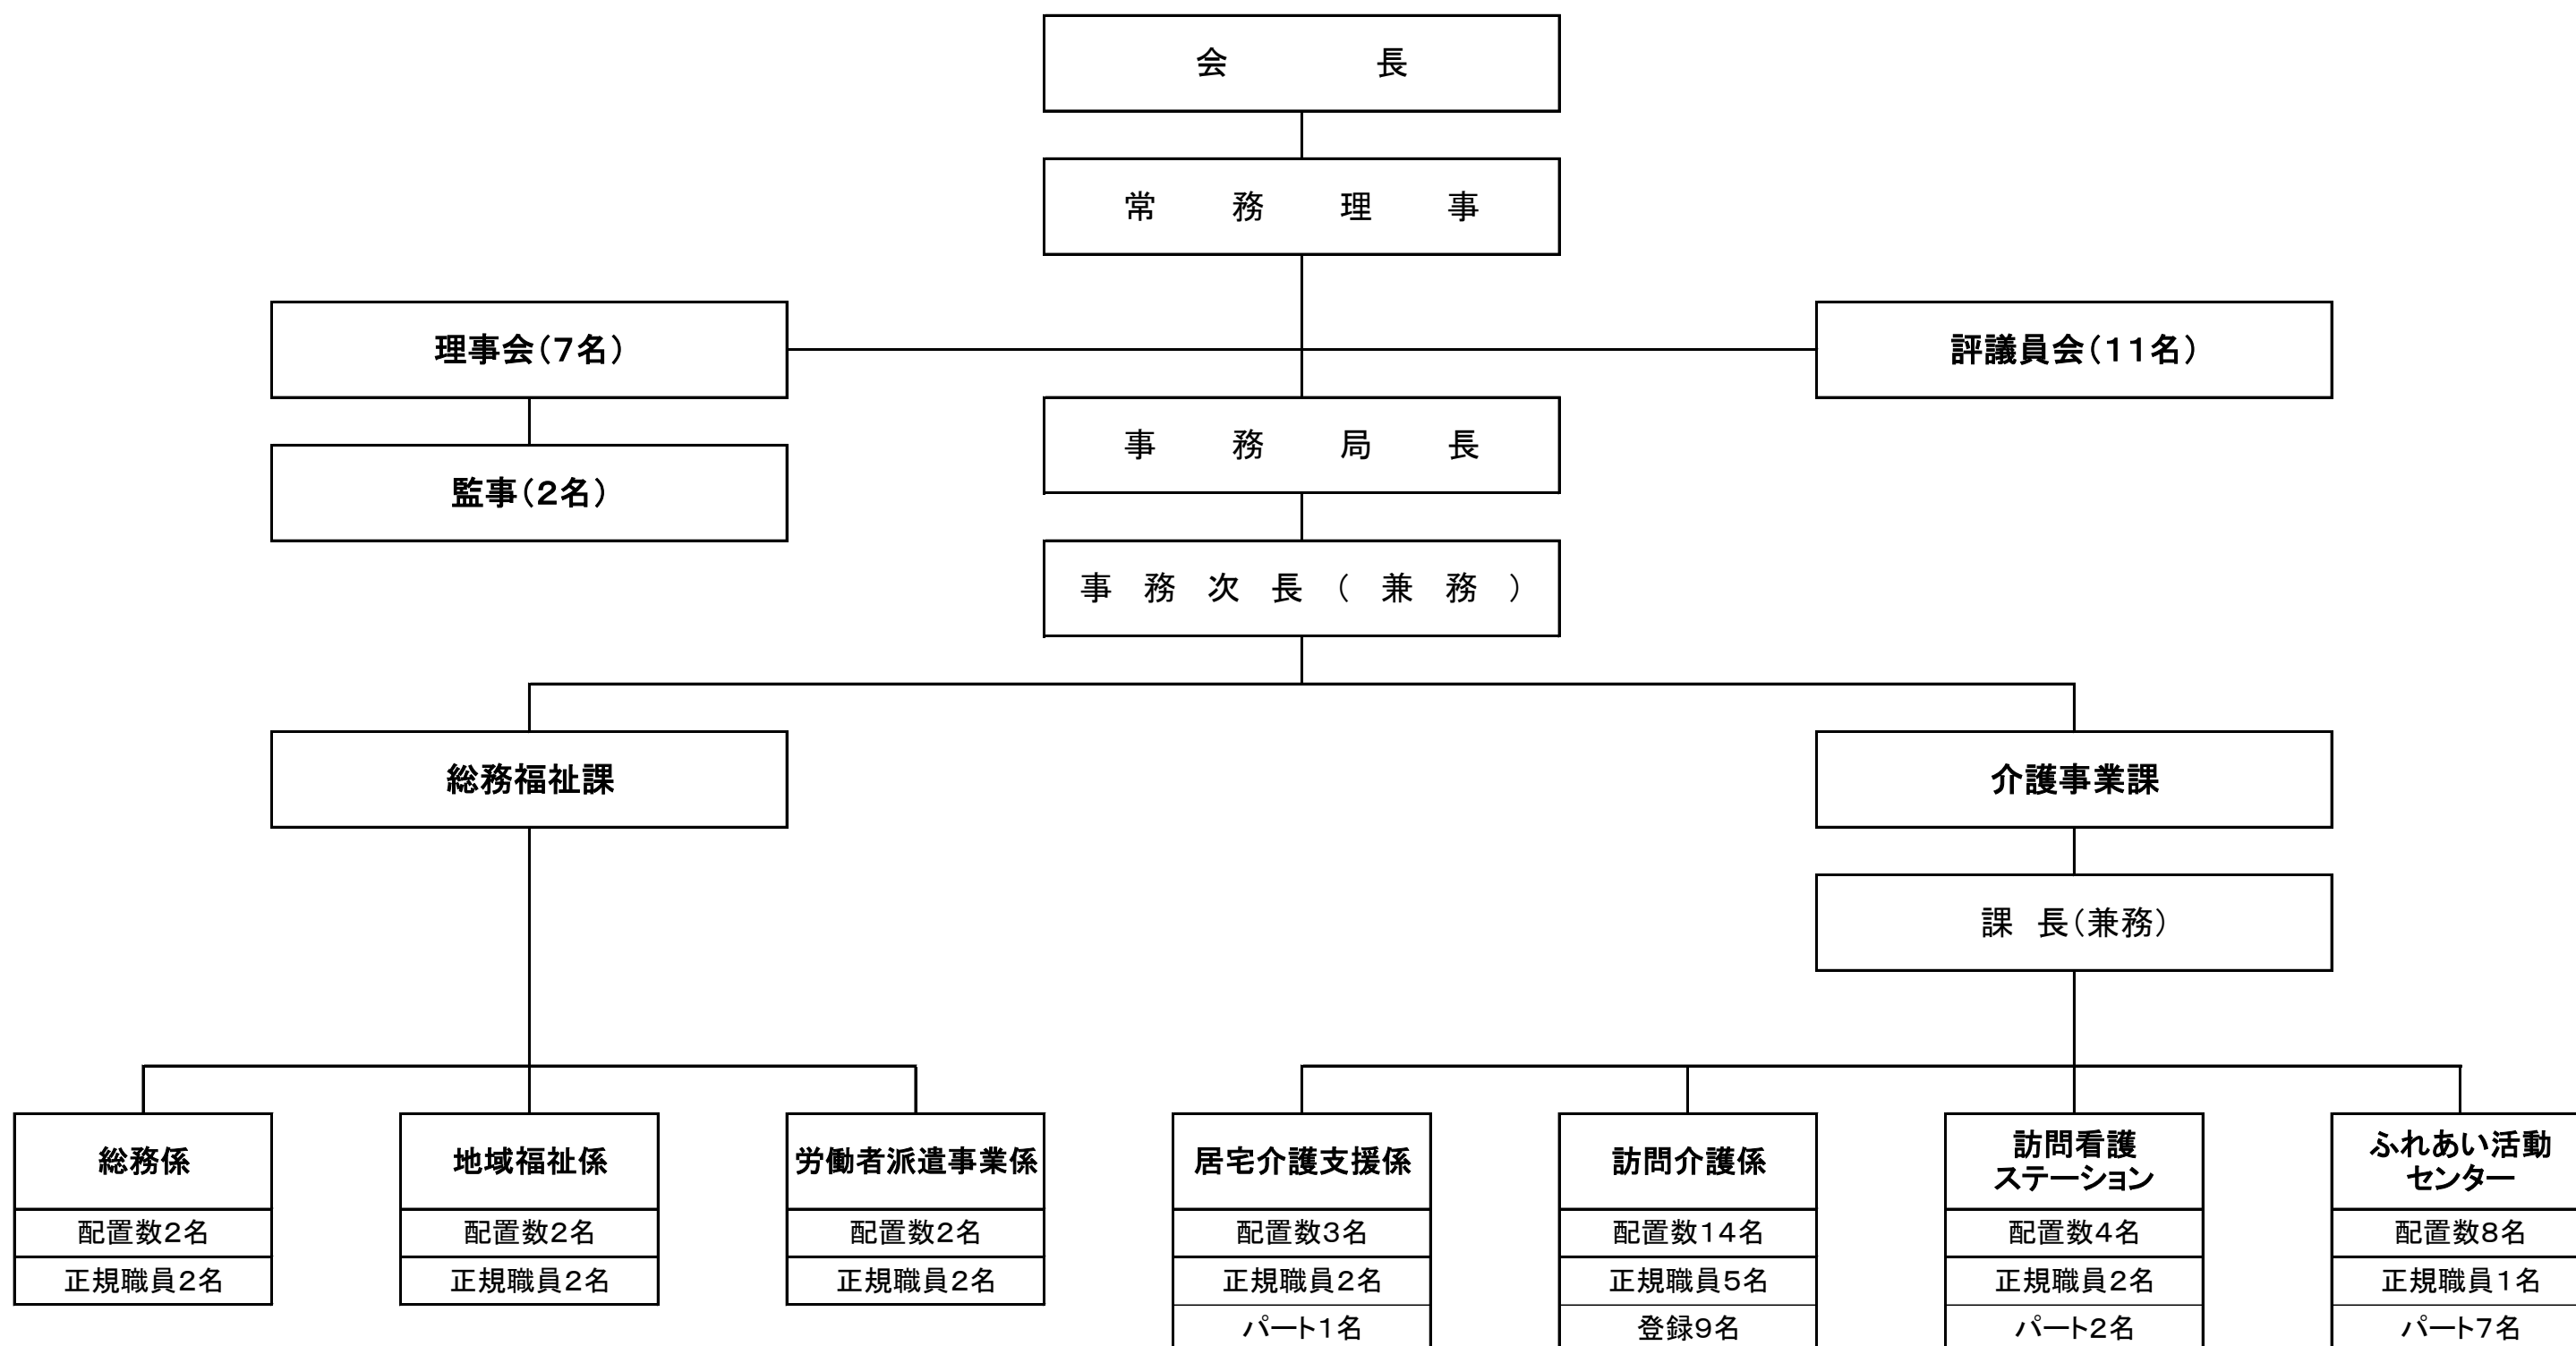 会長
常務理事
理事会（7名）
評議員会（11名）
事務局長
監事（2名）
事務次長（兼務）
総務福祉課
介護事業課
課 長（兼務）
総務係
配置数2名
正規職員2名
地域福祉係
配置数2名
正規職員2名
労働者派遣事業係
配置数2名
正規職員2名
居宅介護支援係
配置数3名
正規職員2名
パート1名
訪問介護係
配置数14名
正規職員5名
登録9名
訪問看護
ステーション
配置数4名
正規職員2名
パート2名
ふれあい活動
センター
配置数8名
正規職員1名
パート7名